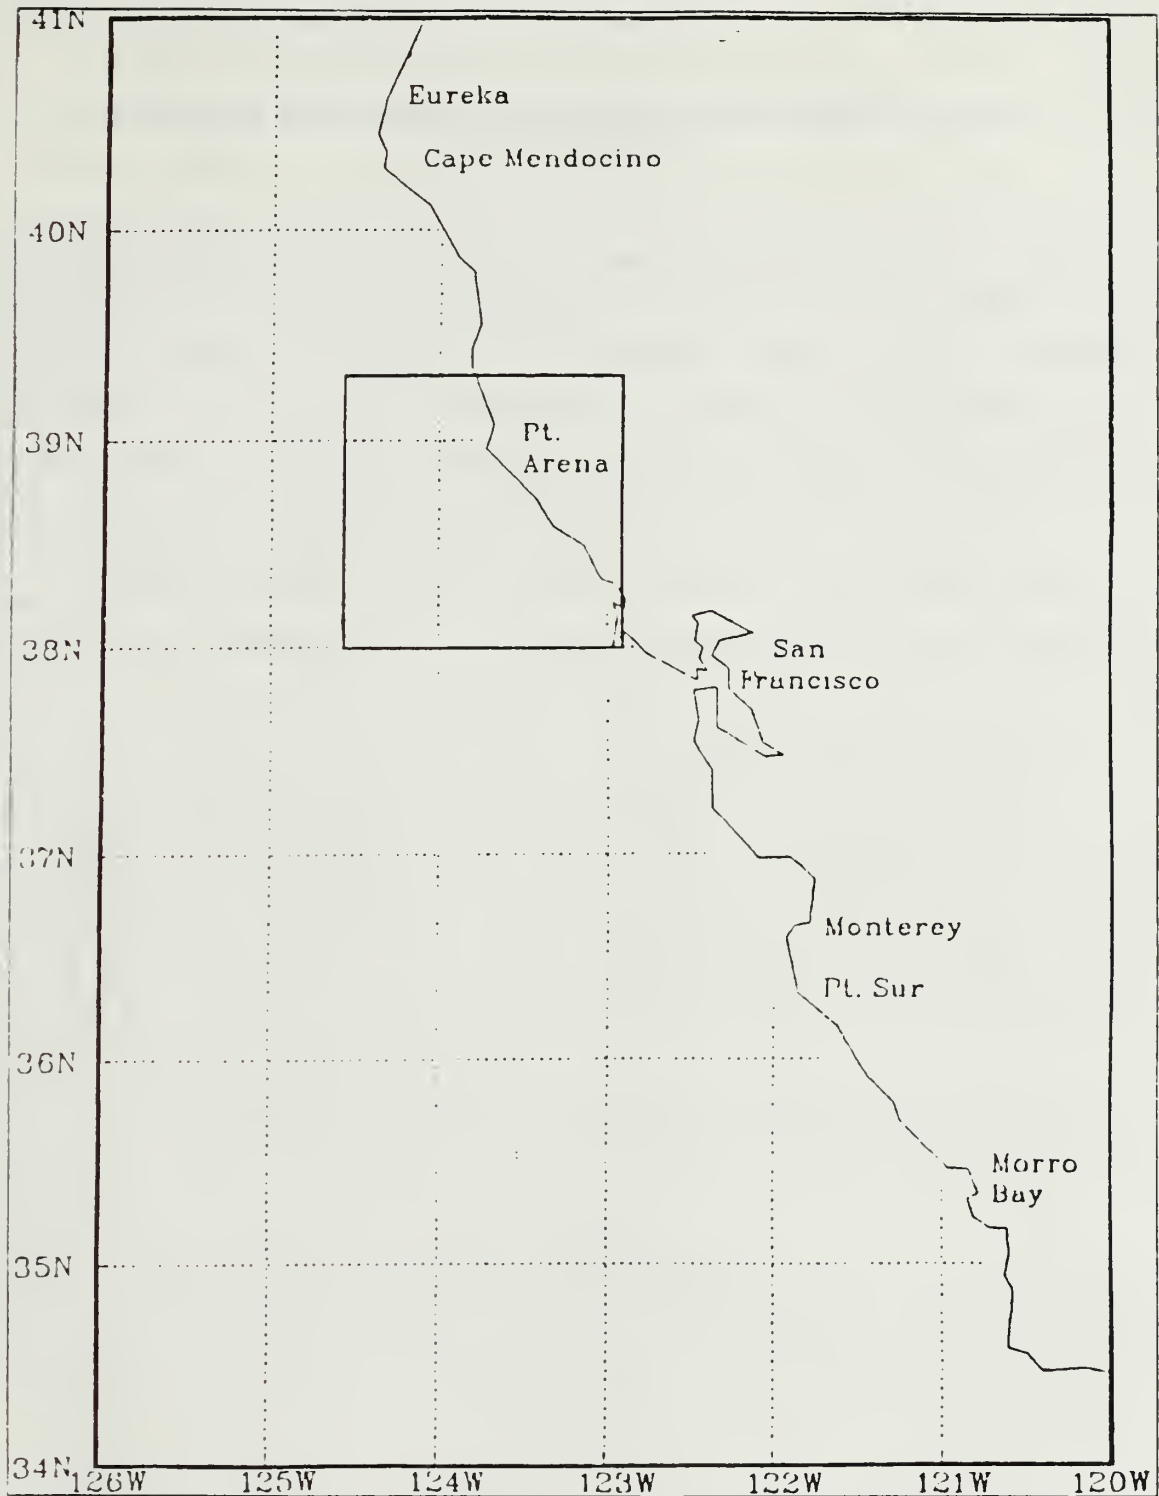 41N
Eureka
Cape Mendocino
40N
39N
Pt.
Arena
38N
San
Francisco
37N
Monterey
Pt. Sur
36N
Morro
Bay
35N
34N
126W 125W 124W 123W 122W 121W 120W